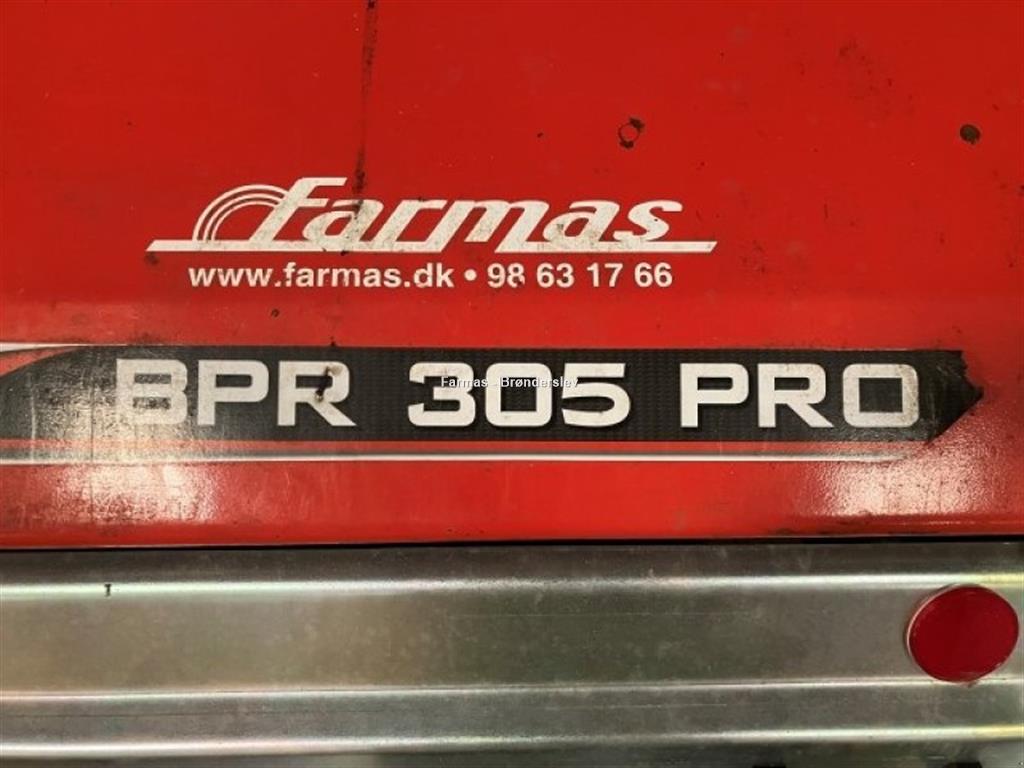 Farmas
www.farmas.dk • 98 63 17 66
BPR 305 PRO
Farmas - Brønderslev